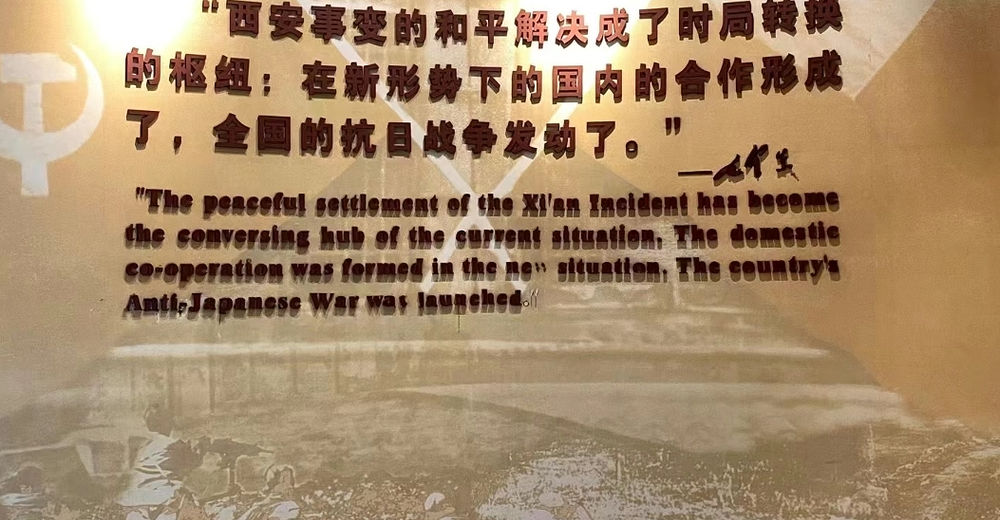 "西安事变的和平解决成了时局转换
的枢纽：在新形势下的国内的合作形成
了，全国的抗日战争发动了。"
"The peaceful settlement of the Xi'an Incident has become
the conversing hub of the current situation, The domestic
co-operation was formed in the new situation, The country's
Anti-Japanese War was launched."